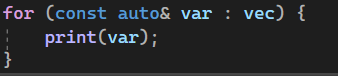 for (const auto& var : vec) {
    print(var);
}